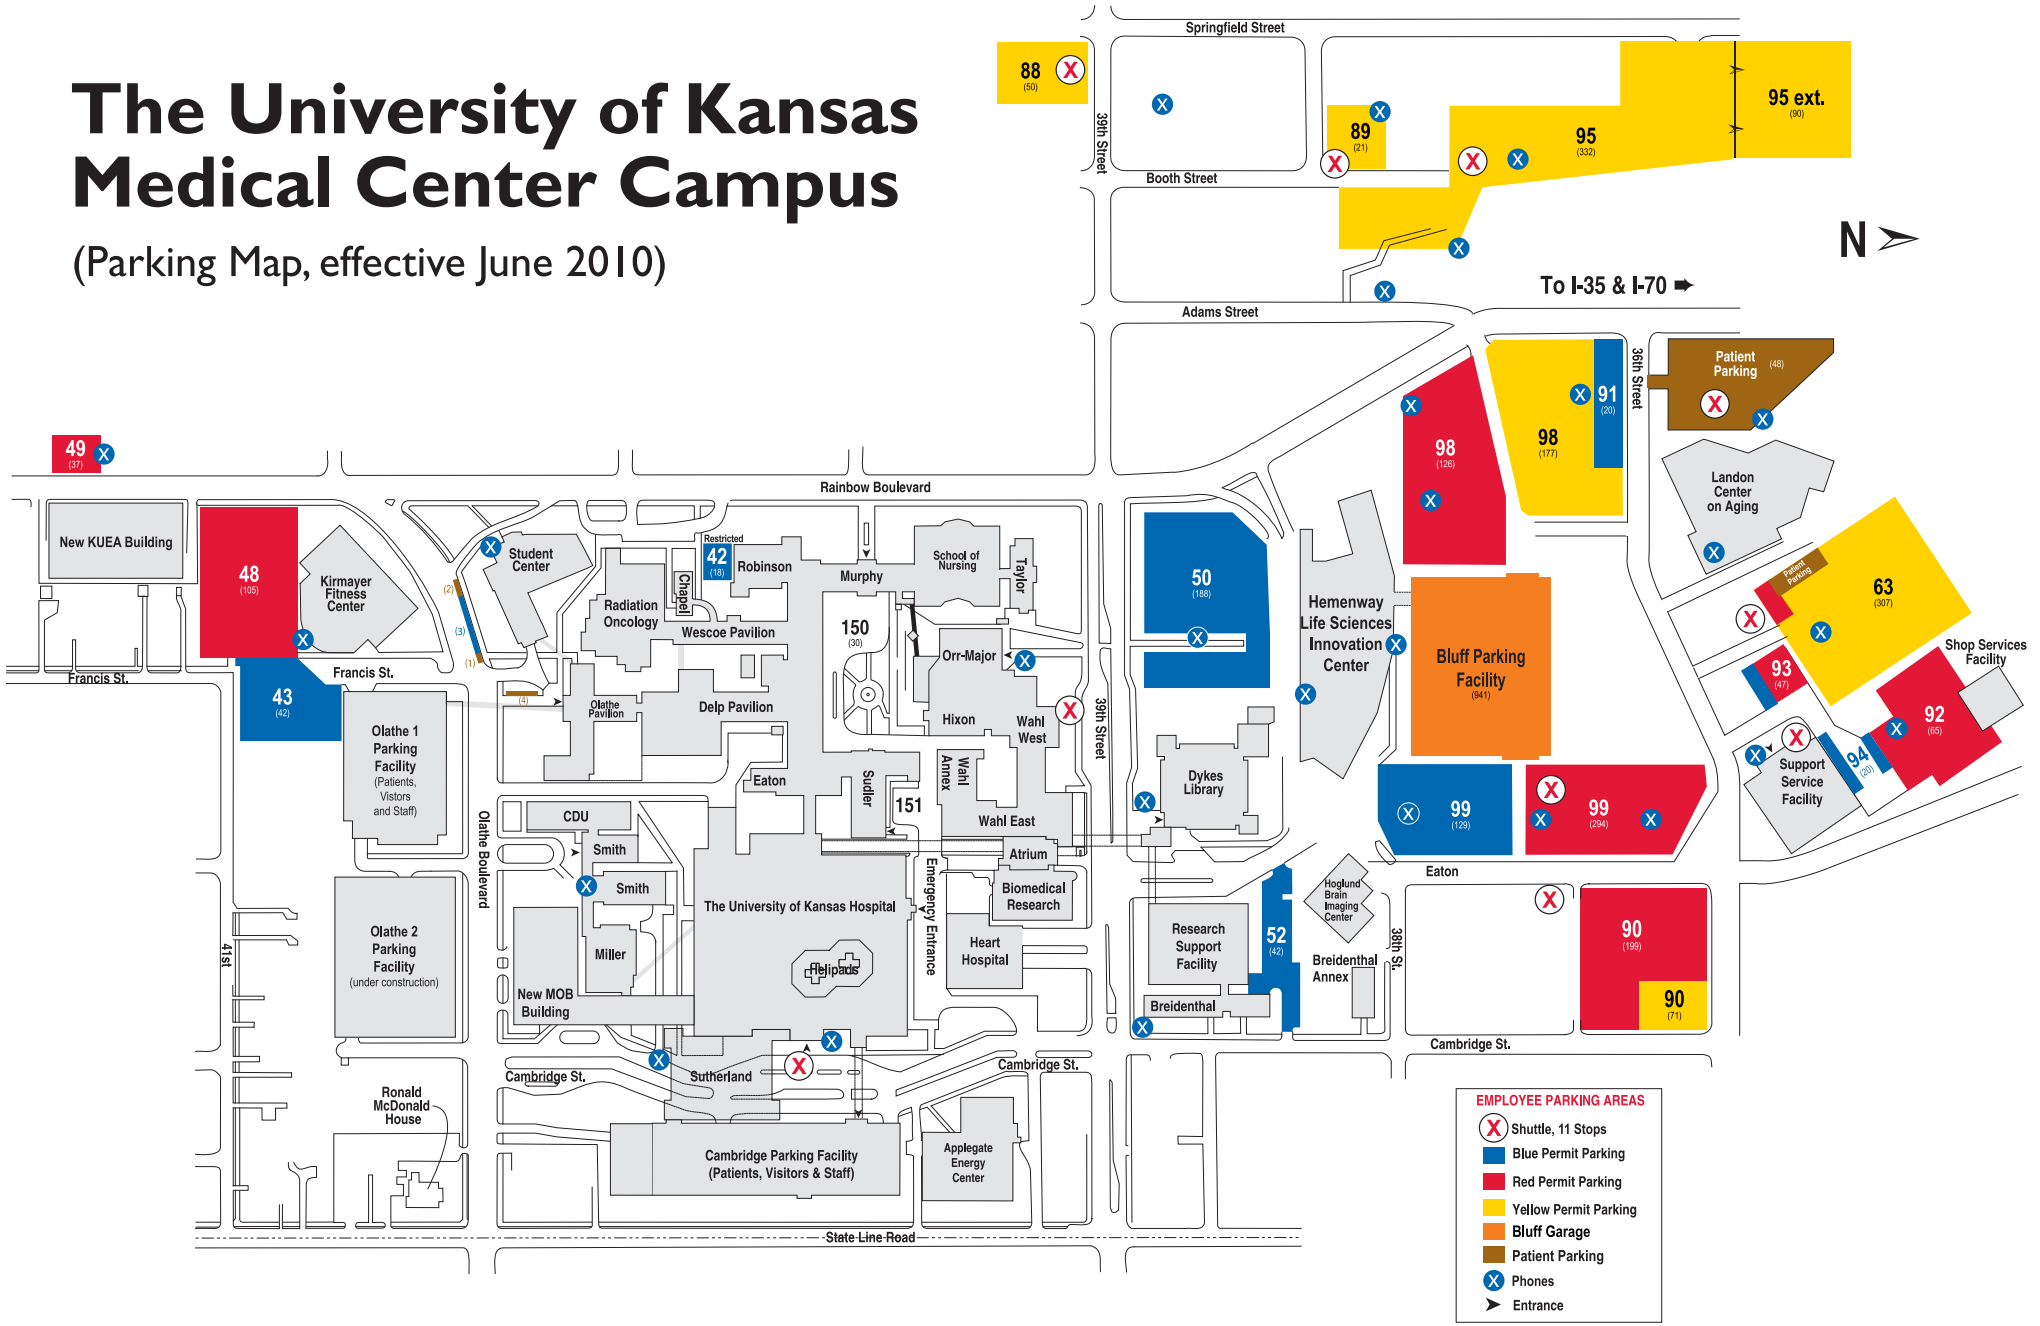 The University of Kansas
Medical Center Campus
(Parking Map, effective June 2010)
Springfield Street
88
(50)
X
39th Street
X
89
(21)
X
X
95
(332)
X
X
95 ext.
(90)
Booth Street
X
X
N
To I-35 & I-70
Adams Street
36th Street
Patient
Parking
(48)
X
X
91
(20)
X
98
(177)
98
(126)
X
X
49
(37)
X
Rainbow Boulevard
Landon
Center
on Aging
X
New KUEA Building
48
(105)
X
Kirmayer
Fitness
Center
(2)
(3)
(1)
(4)
X
Student
Center
Restricted
42
(18)
Robinson
Chapel
Radiation
Oncology
Wescoe Pavilion
Murphy
School of
Nursing
Taylor
150
(30)
Orr-Major
X
50
(188)
X
Hemenway
Life Sciences
Innovation
Center
X
X
Bluff Parking
Facility
(941)
Patient
Parking
63
(307)
X
X
Shop Services
Facility
93
(47)
92
(65)
X
94
(20)
X
X
Support
Service
Facility
Francis St.
Francis St.
43
(42)
Olathe 1
Parking
Facility
(Patients,
Vistors
and Staff)
Olathe
Pavilion
Delp Pavilion
Hixon
Wahl
West
X
39th Street
Eaton
Sudler
Wahl
Annex
151
Wahl East
Dykes
Library
X
X
99
(129)
X
99
(294)
X
X
Olathe Boulevard
CDU
Smith
Smith
X
Atrium
Biomedical
Research
Eaton
Hoglund
Brain
Imaging
Center
X
The University of Kansas Hospital
Emergency Entrance
Olathe 2
Parking
Facility
(under construction)
41st
Miller
Helipads
Heart
Hospital
Research
Support
Facility
52
(42)
Breidenthal
Annex
38th St.
90
(199)
90
(71)
New MOB
Building
Breidenthal
X
X
X
X
Sutherland
Cambridge St.
Cambridge St.
Cambridge St.
Ronald
McDonald
House
Cambridge Parking Facility
(Patients, Visitors & Staff)
Applegate
Energy
Center
State Line Road
EMPLOYEE PARKING AREAS
X Shuttle, 11 Stops
Blue Permit Parking
Red Permit Parking
Yellow Permit Parking
Bluff Garage
Patient Parking
X Phones
Entrance